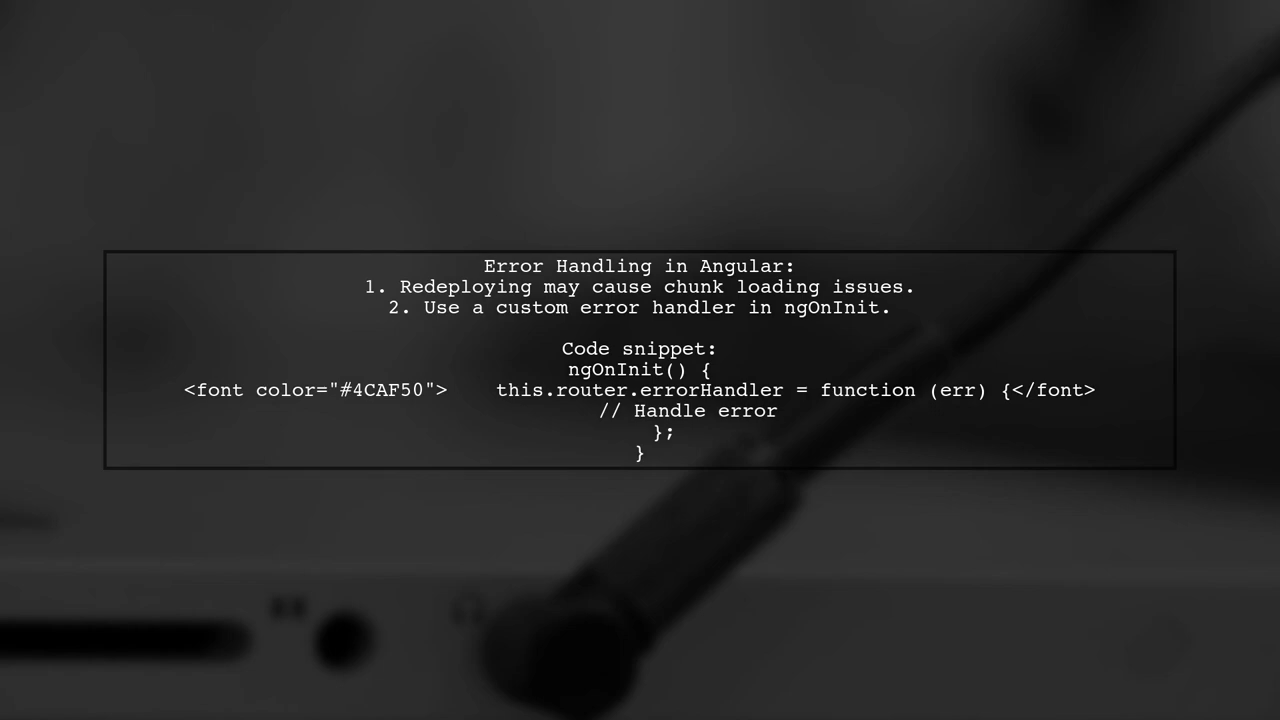 Error Handling in Angular:
1. Redeploying may cause chunk loading issues.
2. Use a custom error handler in ngOnInit.
Code snippet:
ngOnInit() {
<font color="#4CAF50">    this.router.errorHandler = function (err) {</font>
// Handle error
};
}